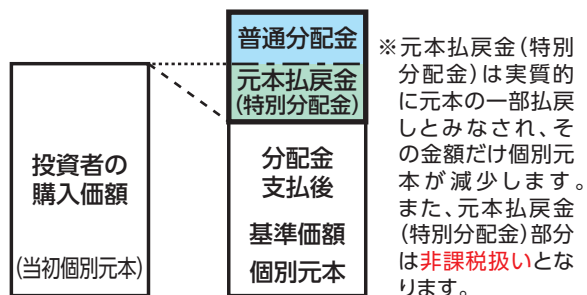 投資者の
購入価額
(当初個別元本)
普通分配金
元本払戻金
(特別分配金)
分配金
支払後
基準価額
個別元本
※元本払戻金(特別
分配金)は実質的
に元本の一部払戻
しとみなされ、そ
の金額だけ個別元
本が減少します。
また、元本払戻金
(特別分配金)部分
は非課税扱いとな
ります。